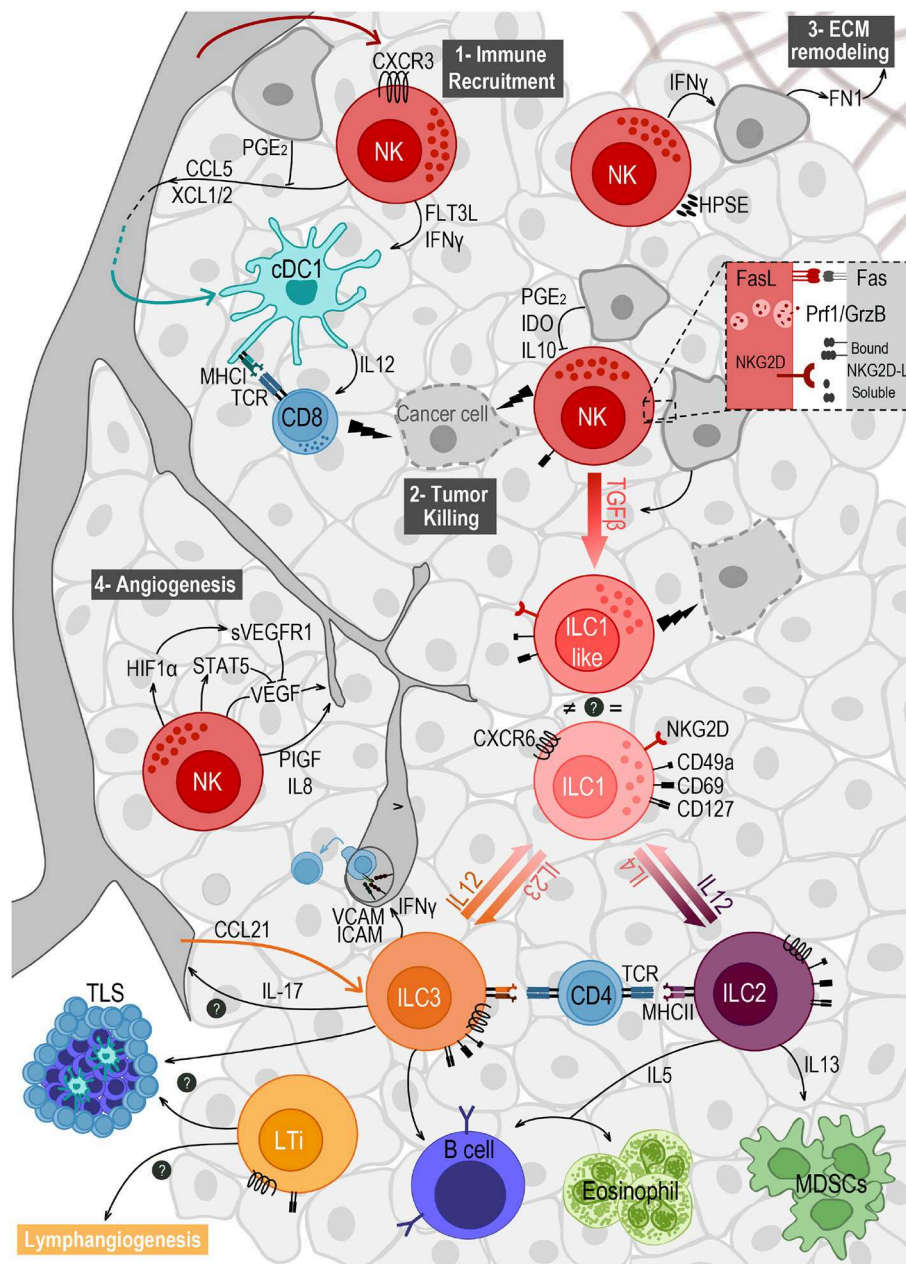 1- Immune
Recruitment
3- ECM
remodeling
CXCR3
NK
PGE₂
CCL5
XCL1/2
FLT3L
IFNγ
cDC1
IL12
MHCI
TCR
CD8
IFNγ
FN1
NK
HPSE
PGE₂
IDO
IL10
NK
Cancer cell
2- Tumor
Killing
FasL
Fas
Prf1/GrzB
Bound
NKG2D
NKG2D-L
Soluble
TGFβ
ILC1
like
≠ ? =
CXCR6
ILC1
NKG2D
CD49a
CD69
CD127
4- Angiogenesis
sVEGFR1
HIF1α
STAT5
VEGF
NK
PIGF
IL8
V
VCAM
ICAM
IFNγ
IL12
IL23
IL4
IL12
CCL21
ILC3
IL-17
?
CD4
TCR
MHCII
ILC2
TLS
?
LTi
?
Lymphangiogenesis
B cell
IL5
Eosinophil
IL13
MDSCs